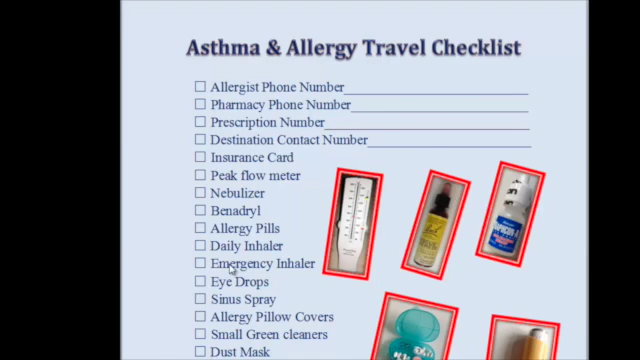 Asthma & Allergy Travel Checklist
Allergist Phone Number
Pharmacy Phone Number
Prescription Number
Destination Contact Number
Insurance Card
Peak flow meter
Nebulizer
Benadryl
Allergy Pills
Daily Inhaler
Emergency Inhaler
Eye Drops
Sinus Spray
Allergy Pillow Covers
Small Green cleaners
Dust Mask